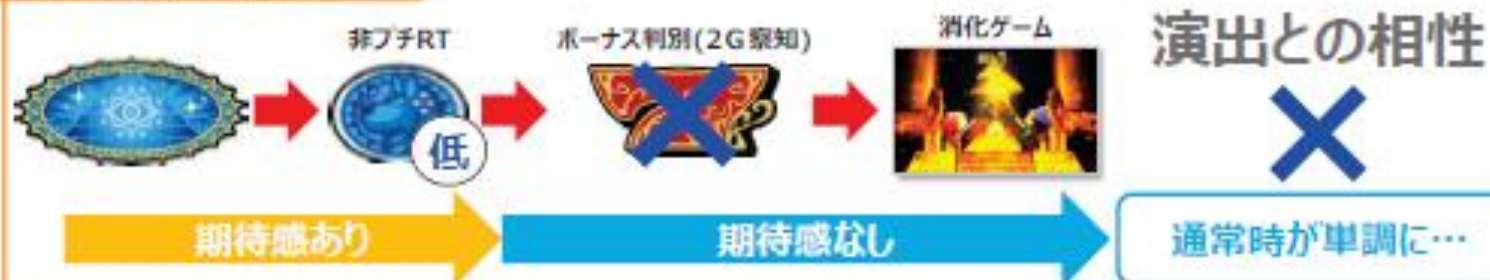 非プチRT
ボーナス判別(2G察知)
消化ゲーム
演出との相性
低
期待感あり
期待感なし
通常時が単調に…